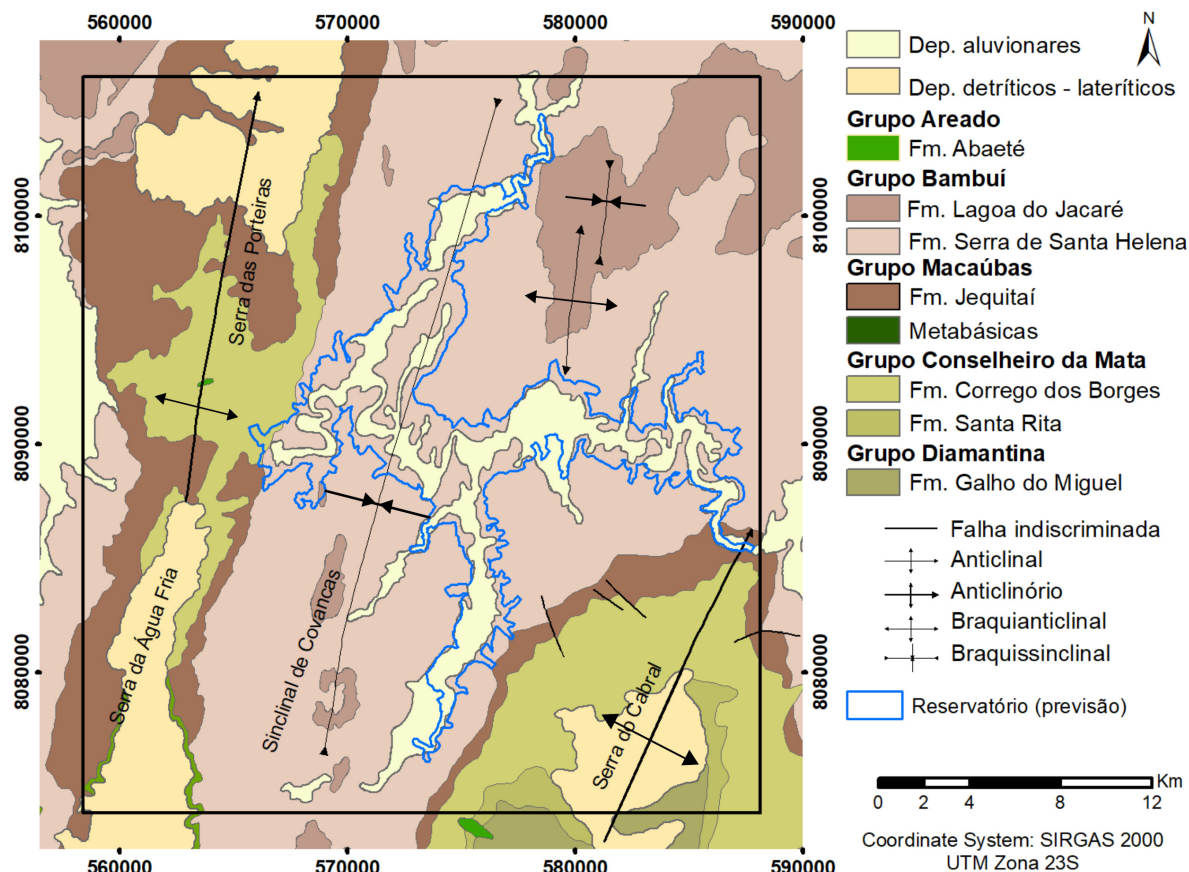 560000 570000 580000 590000
8100000
8090000
8080000
8100000
8090000
8080000
560000 570000 580000 590000
Serra das Porteiras
Serra da Água Fria
Sinclinal de Covancas
Serra do Cabral
N
Dep. aluvionares
Dep. detríticos - lateríticos
Grupo Areado
Fm. Abaeté
Grupo Bambuí
Fm. Lagoa do Jacaré
Fm. Serra de Santa Helena
Grupo Macaúbas
Fm. Jequitaí
Metabásicas
Grupo Conselheiro da Mata
Fm. Corrego dos Borges
Fm. Santa Rita
Grupo Diamantina
Fm. Galho do Miguel
Falha indiscriminada
Anticlinal
Anticlinório
Braquianticlinal
Braquissinclinal
Reservatório (previsão)
Km
0 2 4 6 8 12
Coordinate System: SIRGAS 2000
UTM Zona 23S